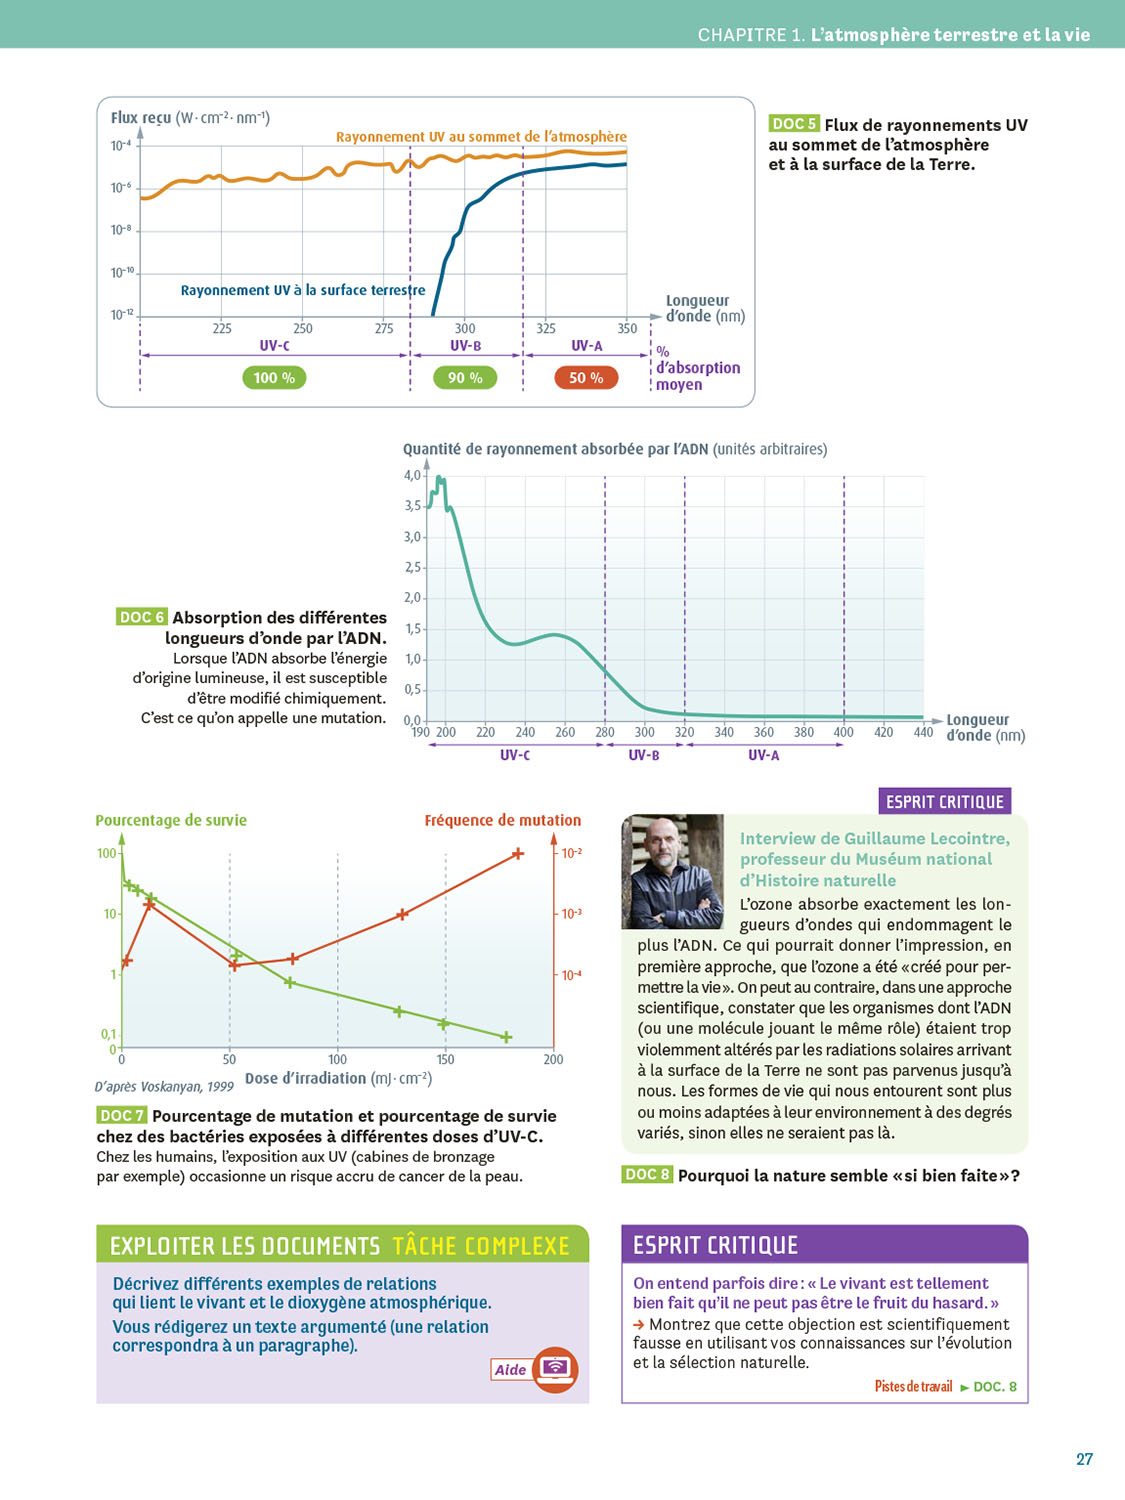 CHAPITRE 1. L'atmosphère terrestre et la vie
Flux reçu (W·cm⁻²·nm⁻¹)
Rayonnement UV au sommet de l'atmosphère
10⁻⁴
10⁻⁶
10⁻⁸
10⁻¹⁰
10⁻¹²
Rayonnement UV à la surface terrestre
225 250 275 300 325 350
Longueur
d'onde (nm)
UV-C UV-B UV-A
100 % 90 % 50 %
%
d'absorption
moyen
DOC 5 Flux de rayonnements UV
au sommet de l'atmosphère
et à la surface de la Terre.
Quantité de rayonnement absorbée par l'ADN (unités arbitraires)
4,0
3,5
3,0
2,5
2,0
1,5
1,0
0,5
0,0
190 200 220 240 260 280 300 320 340 360 380 400 420 440
Longueur
d'onde (nm)
UV-C UV-B UV-A
DOC 6 Absorption des différentes
longueurs d'onde par l'ADN.
Lorsque l'ADN absorbe l'énergie
d'origine lumineuse, il est susceptible
d'être modifié chimiquement.
C'est ce qu'on appelle une mutation.
Pourcentage de survie
Fréquence de mutation
100
10
1
0,1
0
10⁻²
10⁻³
10⁻⁴
0 50 100 150 200
Dose d'irradiation (mJ·cm⁻²)
D'après Voskanyan, 1999
DOC 7 Pourcentage de mutation et pourcentage de survie
chez des bactéries exposées à différentes doses d'UV-C.
Chez les humains, l'exposition aux UV (cabines de bronzage
par exemple) occasionne un risque accru de cancer de la peau.
ESPRIT CRITIQUE
Interview de Guillaume Lecointre,
professeur du Muséum national
d'Histoire naturelle
L'ozone absorbe exactement les lon-
gueurs d'ondes qui endommagent le
plus l'ADN. Ce qui pourrait donner l'impression, en
première approche, que l'ozone a été «créé pour per-
mettre la vie». On peut au contraire, dans une approche
scientifique, constater que les organismes dont l'ADN
(ou une molécule jouant le même rôle) étaient trop
violemment altérés par les radiations solaires arrivant
à la surface de la Terre ne sont pas parvenus jusqu'à
nous. Les formes de vie qui nous entourent sont plus
ou moins adaptées à leur environnement à des degrés
variés, sinon elles ne seraient pas là.
DOC 8 Pourquoi la nature semble «si bien faite»?
EXPLOITER LES DOCUMENTS TÂCHE COMPLEXE
Décrivez différents exemples de relations
qui lient le vivant et le dioxygène atmosphérique.
Vous rédigerez un texte argumenté (une relation
correspondra à un paragraphe).
Aide
ESPRIT CRITIQUE
On entend parfois dire : « Le vivant est tellement
bien fait qu'il ne peut pas être le fruit du hasard. »
→ Montrez que cette objection est scientifiquement
fausse en utilisant vos connaissances sur l'évolution
et la sélection naturelle.
Pistes de travail ► DOC. 8
27